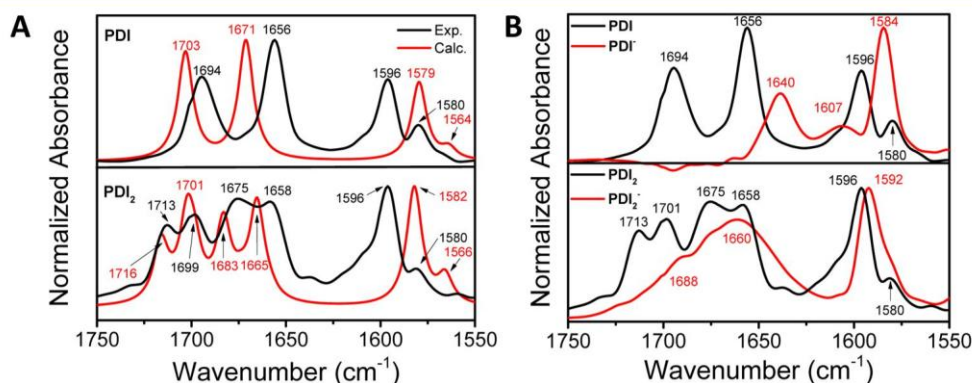 A
PDI
1703
1694
1671
1656
Exp.
Calc.
1596
1579
1580
1564
PDI₂
1713
1701
1675
1658
1596
1582
1580
1716
1699
1683
1665
1566
Normalized Absorbance
1750 1700 1650 1600 1550
Wavenumber (cm⁻¹)
B
PDI
PDI⁻
1694
1656
1640
1607
1596
1584
1580
PDI₂
PDI₂⁻
1713
1701
1675
1658
1660
1688
1596
1592
1580
Normalized Absorbance
1750 1700 1650 1600 1550
Wavenumber (cm⁻¹)